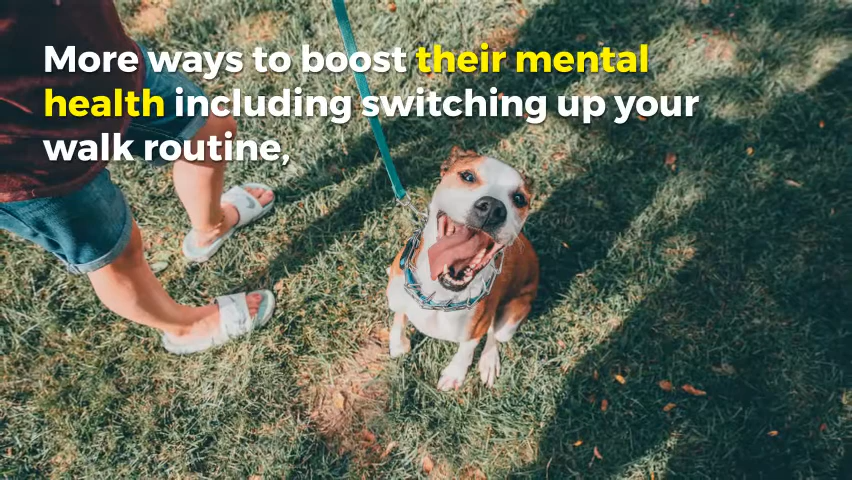 More ways to boost their mental
health including switching up your
walk routine,